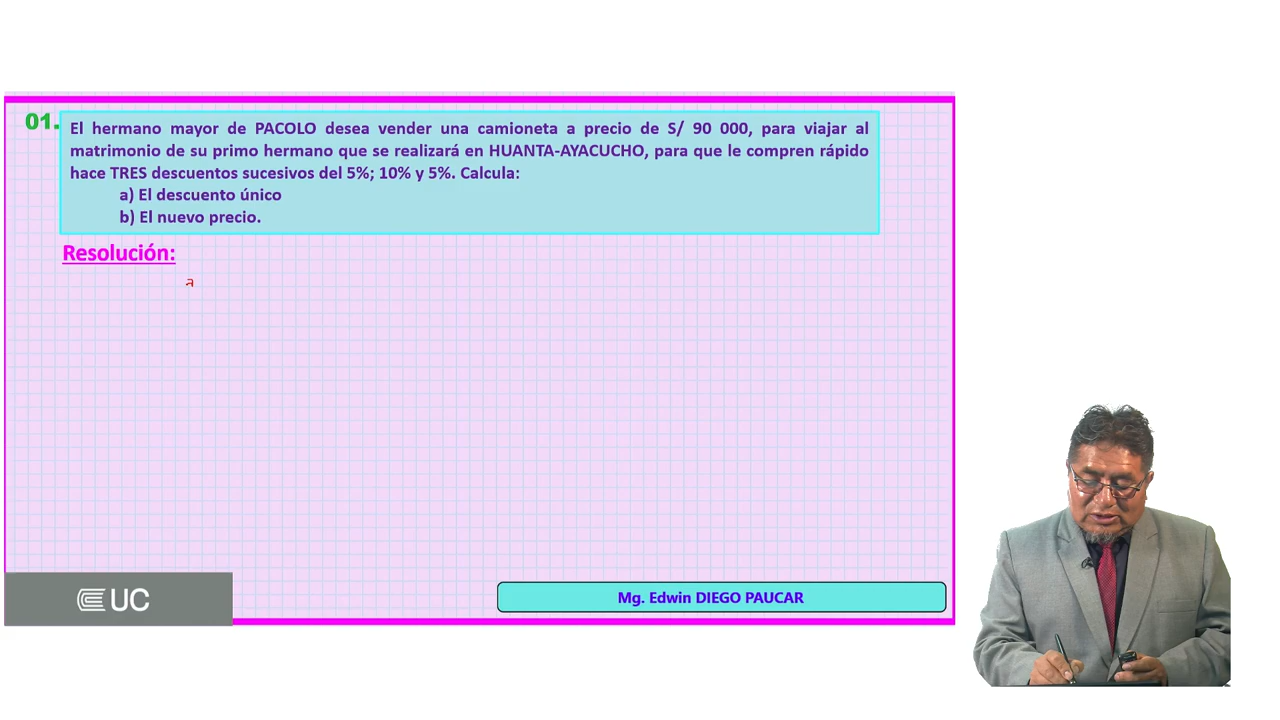 01.
El hermano mayor de PACOLO desea vender una camioneta a precio de S/ 90 000, para viajar al
matrimonio de su primo hermano que se realizará en HUANTA-AYACUCHO, para que le compren rápido
hace TRES descuentos sucesivos del 5%; 10% y 5%. Calcula:
a) El descuento único
b) El nuevo precio.
Resolución:
a
UC
Mg. Edwin DIEGO PAUCAR